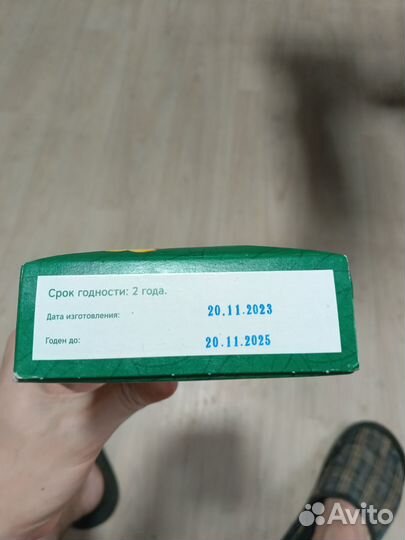 Срок годности: 2 года.
Дата изготовления: 20.11.2023
Годен до: 20.11.2025
Avito